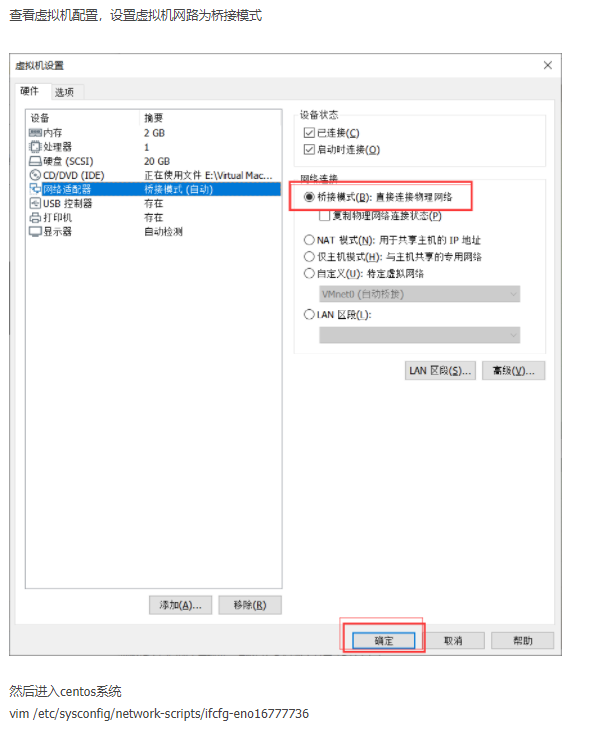 查看虚拟机配置，设置虚拟机网路为桥接模式
虚拟机设置
硬件 选项
设备 摘要
内存 2 GB
处理器 1
硬盘 (SCSI) 20 GB
CD/DVD (IDE) 正在使用文件 E:\Virtual Mac...
网络适配器 桥接模式 (自动)
USB 控制器 存在
打印机 存在
显示器 自动检测
添加(A)... 移除(R)
设备状态
已连接(C)
启动时连接(O)
网络连接
桥接模式(B): 直接连接物理网络
复制物理网络连接状态(P)
NAT 模式(N): 用于共享主机的 IP 地址
仅主机模式(H): 与主机共享的专用网络
自定义(U): 特定虚拟网络
VMnet0 (自动桥接)
LAN 区段(L):
LAN 区段(S)... 高级(V)...
确定 取消 帮助
然后进入centos系统
vim /etc/sysconfig/network-scripts/ifcfg-eno16777736